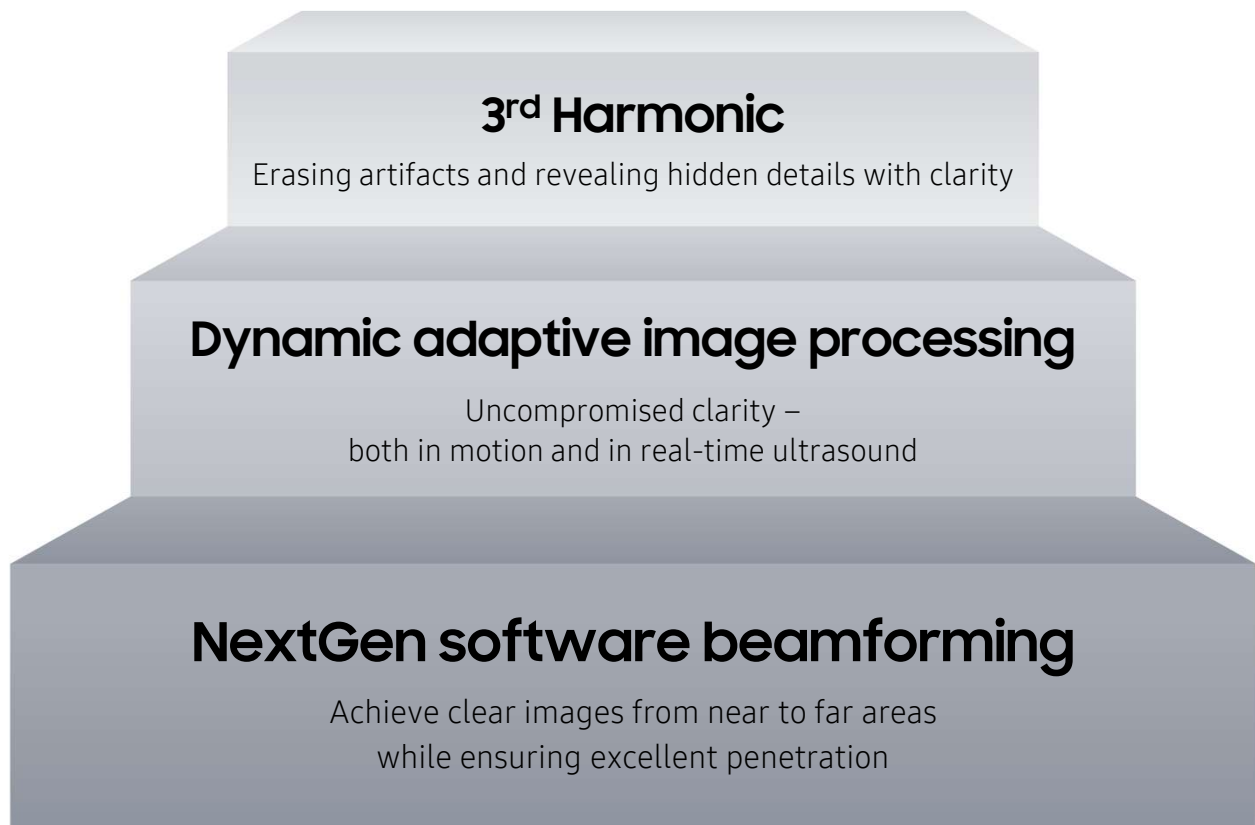 3rd Harmonic
Erasing artifacts and revealing hidden details with clarity
Dynamic adaptive image processing
Uncompromised clarity –
both in motion and in real-time ultrasound
NextGen software beamforming
Achieve clear images from near to far areas
while ensuring excellent penetration